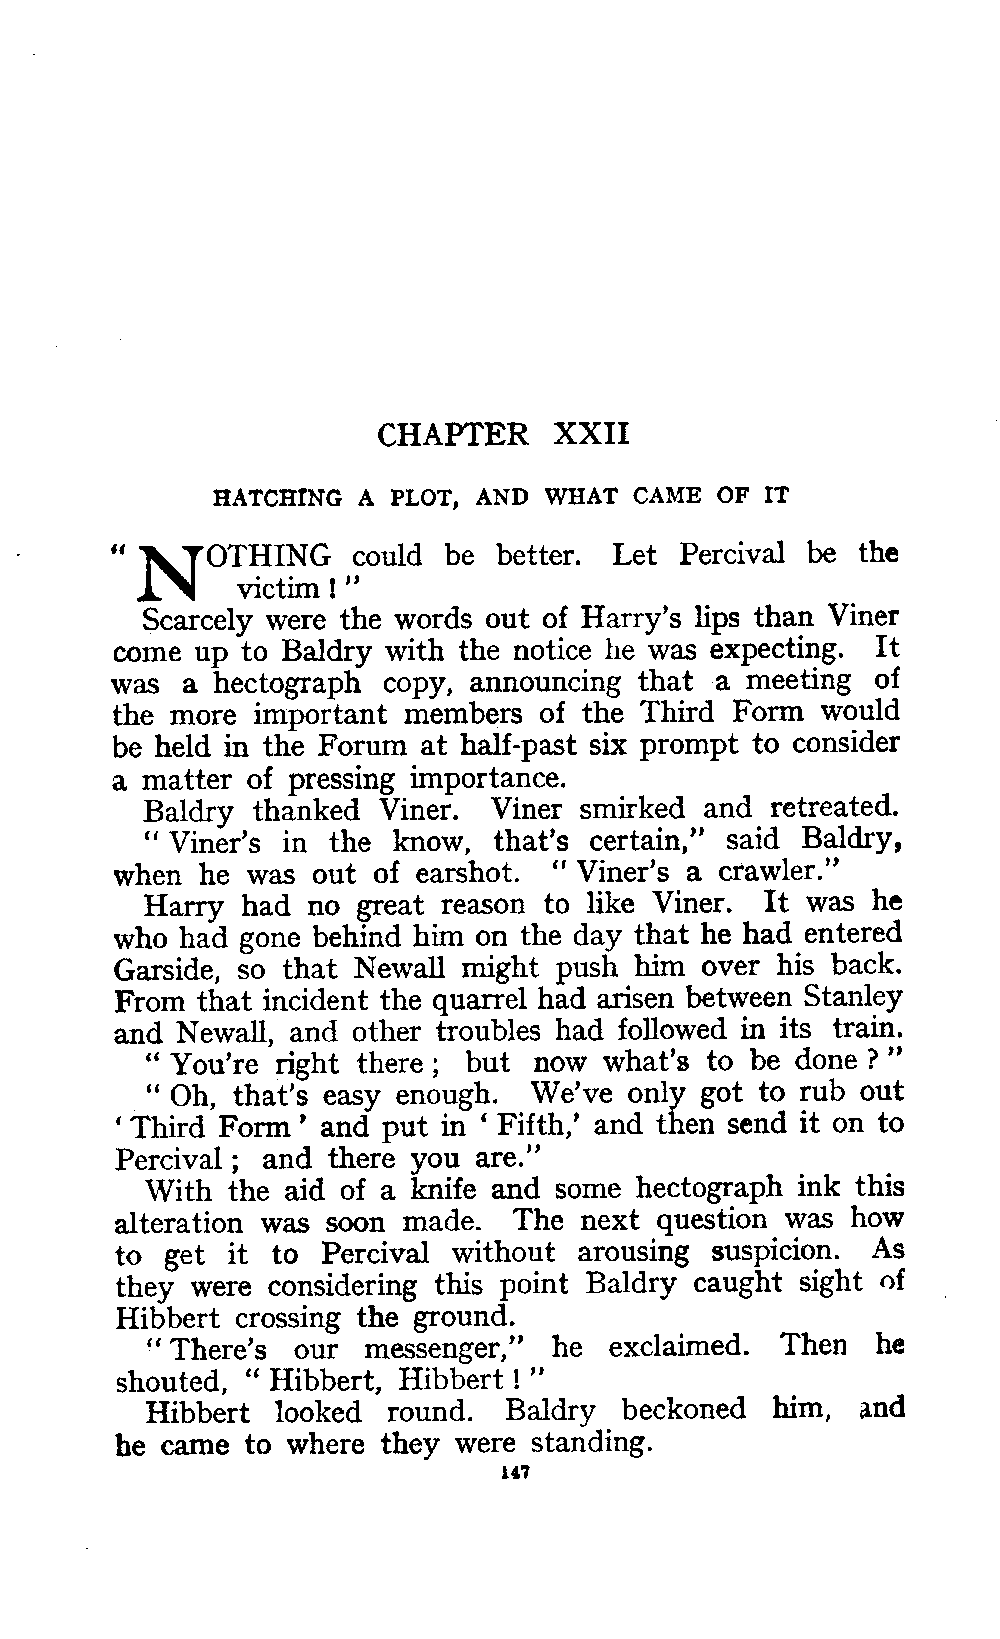 CHAPTER XXII
HATCHING A PLOT, AND WHAT CAME OF IT
“ NOTHING could be better. Let Percival be the
victim ! ”
Scarcely were the words out of Harry’s lips than Viner
come up to Baldry with the notice he was expecting. It
was a hectograph copy, announcing that a meeting of
the more important members of the Third Form would
be held in the Forum at half-past six prompt to consider
a matter of pressing importance.
Baldry thanked Viner. Viner smirked and retreated.
“ Viner’s in the know, that’s certain,” said Baldry,
when he was out of earshot. “ Viner’s a crawler.”
Harry had no great reason to like Viner. It was he
who had gone behind him on the day that he had entered
Garside, so that Newall might push him over his back.
From that incident the quarrel had arisen between Stanley
and Newall, and other troubles had followed in its train.
“ You’re right there ; but now what’s to be done ? ”
“ Oh, that’s easy enough. We’ve only got to rub out
‘ Third Form ’ and put in ‘ Fifth,’ and then send it on to
Percival ; and there you are.”
With the aid of a knife and some hectograph ink this
alteration was soon made. The next question was how
to get it to Percival without arousing suspicion. As
they were considering this point Baldry caught sight of
Hibbert crossing the ground.
“ There’s our messenger,” he exclaimed. Then he
shouted, “ Hibbert, Hibbert ! ”
Hibbert looked round. Baldry beckoned him, and
he came to where they were standing.
147